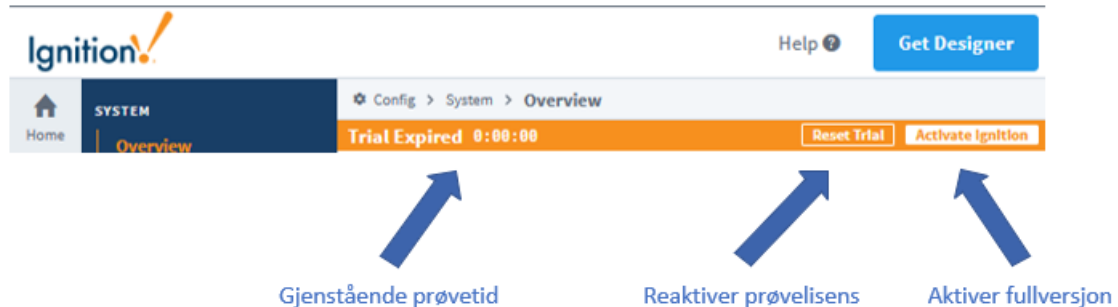 Ignition!
Help ?
Get Designer
Home
SYSTEM
Overview
Config > System > Overview
Trial Expired 0:00:00
Reset Trial
Activate Ignition
Gjenstående prøvetid
Reaktiver prøvelisens
Aktiver fullversjon